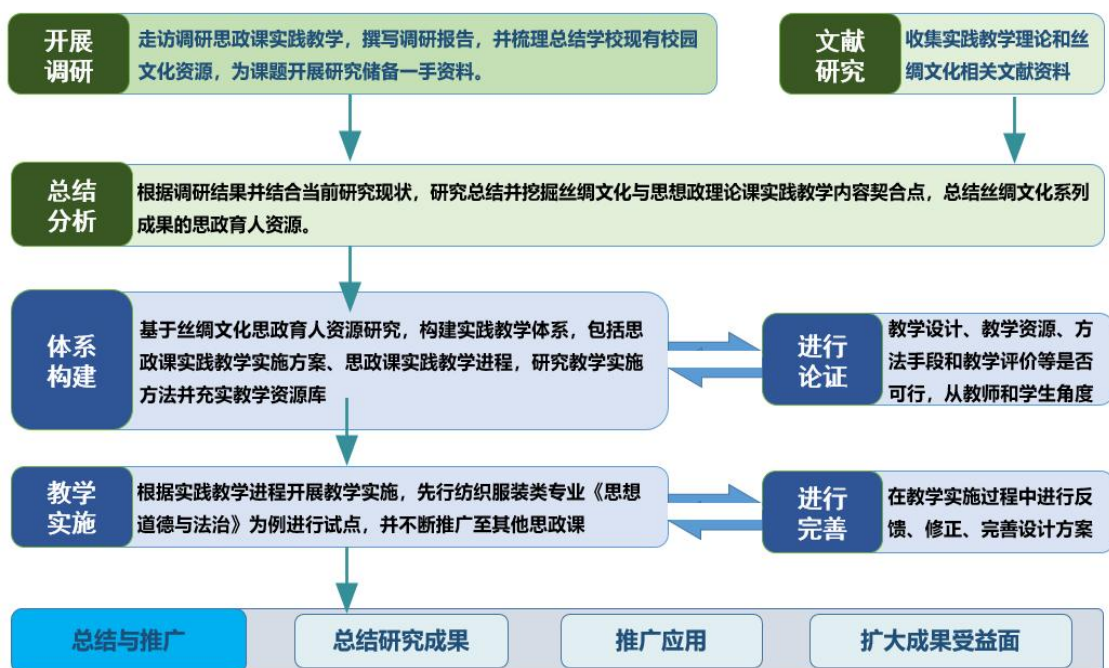 开展
调研
走访调研思政课实践教学，撰写调研报告，并梳理总结学校现有校园
文化资源，为课题开展研究储备一手资料。
文献
研究
收集实践教学理论和丝
绸文化相关文献资料
总结
分析
根据调研结果并结合当前研究现状，研究总结并挖掘丝绸文化与思想政理论课实践教学内容契合点，总结丝绸文化系列
成果的思政育人资源。
体系
构建
基于丝绸文化思政育人资源研究，构建实践教学体系，包括思
政课实践教学实施方案、思政课实践教学进程，研究教学实施
方法并充实教学资源库
进行
论证
教学设计、教学资源、方
法手段和教学评价等是否
可行，从教师和学生角度
教学
实施
根据实践教学进程开展教学实施，先行纺织服装类专业《思想
道德与法治》为例进行试点，并不断推广至其他思政课
进行
完善
在教学实施过程中进行反
馈、修正、完善设计方案
总结与推广
总结研究成果
推广应用
扩大成果受益面